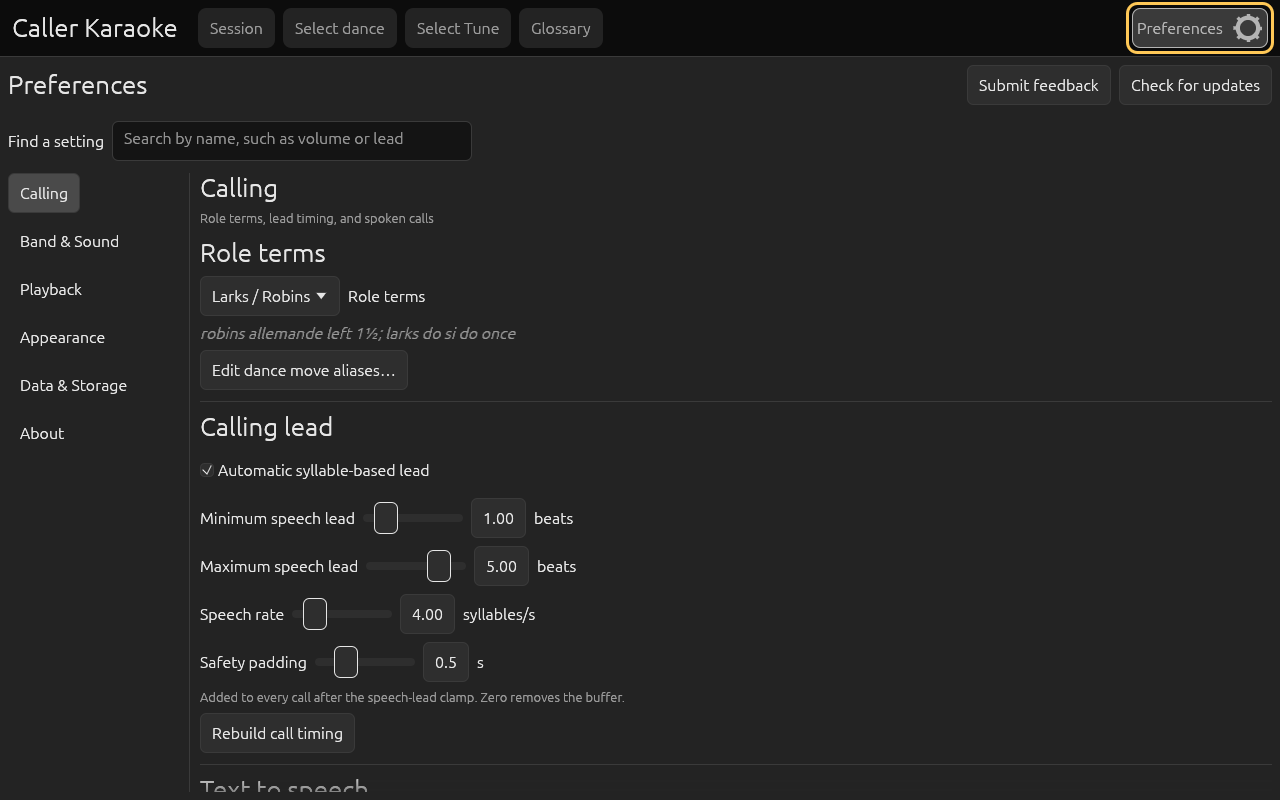 Caller Karaoke
Session
Select dance
Select Tune
Glossary
Preferences
Preferences
Submit feedback
Check for updates
Find a setting
Search by name, such as volume or lead
Calling
Band & Sound
Playback
Appearance
Data & Storage
About
Calling
Role terms, lead timing, and spoken calls
Role terms
Larks / Robins
Role terms
robins allemande left 1½; larks do si do once
Edit dance move aliases…
Calling lead
Automatic syllable-based lead
Minimum speech lead 1.00 beats
Maximum speech lead 5.00 beats
Speech rate 4.00 syllables/s
Safety padding 0.5 s
Added to every call after the speech-lead clamp. Zero removes the buffer.
Rebuild call timing
Text to speech